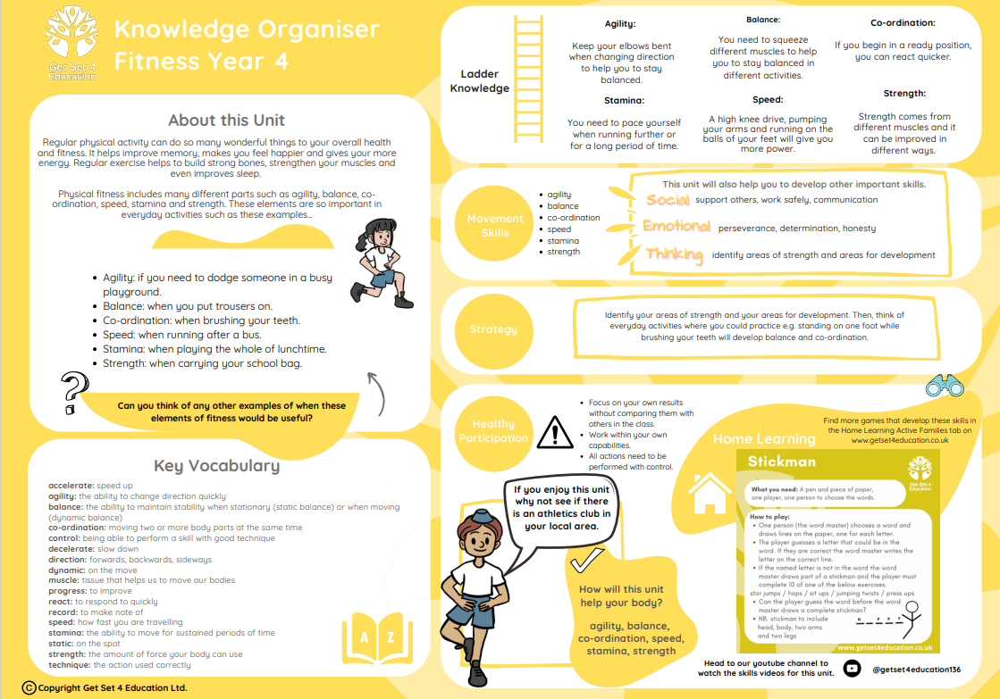 Get Set 4
Education
Knowledge Organiser
Fitness Year 4
About this Unit
Regular physical activity can do so many wonderful things to your overall health
and fitness. It helps improve memory, makes you feel happier and gives your more
energy. Regular exercise helps to build strong bones, strengthen your muscles and
even improves sleep.
Physical fitness includes many different parts such as agility, balance, co-
ordination, speed, stamina and strength. These elements are so important in
everyday activities such as these examples...
• Agility: if you need to dodge someone in a busy
playground.
• Balance: when you put trousers on.
• Co-ordination: when brushing your teeth.
• Speed: when running after a bus.
• Stamina: when playing the whole of lunchtime.
• Strength: when carrying your school bag.
?
Can you think of any other examples of when these
elements of fitness would be useful?
Key Vocabulary
accelerate: speed up
agility: the ability to change direction quickly
balance: the ability to maintain stability when stationary (static balance) or when moving
(dynamic balance)
co-ordination: moving two or more body parts at the same time
control: being able to perform a skill with good technique
decelerate: slow down
direction: forwards, backwards, sideways
dynamic: on the move
muscle: tissue that helps us to move our bodies
progress: to improve
react: to respond to quickly
record: to make note of
speed: how fast you are travelling
stamina: the ability to move for sustained periods of time
static: on the spot
strength: the amount of force your body can use
technique: the action used correctly
A Z
© Copyright Get Set 4 Education Ltd.
Ladder
Knowledge
Agility:
Keep your elbows bent
when changing direction
to help you to stay
balanced.
Balance:
You need to squeeze
different muscles to help
you to stay balanced in
different activities.
Co-ordination:
If you begin in a ready position,
you can react quicker.
Stamina:
You need to pace yourself
when running further or
for a long period of time.
Speed:
A high knee drive, pumping
your arms and running on the
balls of your feet will give you
more power.
Strength:
Strength comes from
different muscles and it
can be improved in
different ways.
Movement
Skills
• agility
• balance
• co-ordination
• speed
• stamina
• strength
This unit will also help you to develop other important skills.
Social support others, work safely, communication
Emotional perseverance, determination, honesty
Thinking identify areas of strength and areas for development
Strategy
Identify your areas of strength and your areas for development. Then, think of
everyday activities where you could practice e.g. standing on one foot while
brushing your teeth will develop balance and co-ordination.
Healthy
Participation
!
• Focus on your own results
without comparing them with
others in the class.
• Work within your own
capabilities.
• All actions need to be
performed with control.
If you enjoy this unit
why not see if there
is an athletics club in
your local area.
How will this unit
help your body?
agility, balance,
co-ordination, speed,
stamina, strength
Home Learning
Find more games that develop these skills in
the Home Learning Active Families tab on
www.getset4education.co.uk
Stickman
Get Set 4
Education
What you need: A pen and piece of paper,
one player, one person to choose the words.
How to play:
• One person (the word master) chooses a word and
draws lines on the paper, one for each letter.
• The player guesses a letter that could be in the
word. If they are correct the word master writes the
letter on the correct line.
• If the named letter is not in the word the word
master draws part of a stickman and the player must
complete 10 of one of the below exercises.
star jumps / hops / sit ups / jumping twists / press ups
• Can the player guess the word before the word
master draws a complete stickman?
• NB. stickman to include
head, body, two arms
and two legs
H _ P P Y
www.getset4education.co.uk
Head to our youtube channel to
watch the skills videos for this unit.
@getset4education136